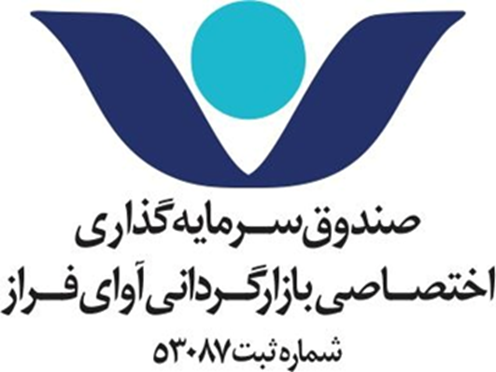 صندوق سرمایه‌گذاری
اختصاصی بازارگردانی آوای فراز
شماره ثبت ۵۳۰۸۷